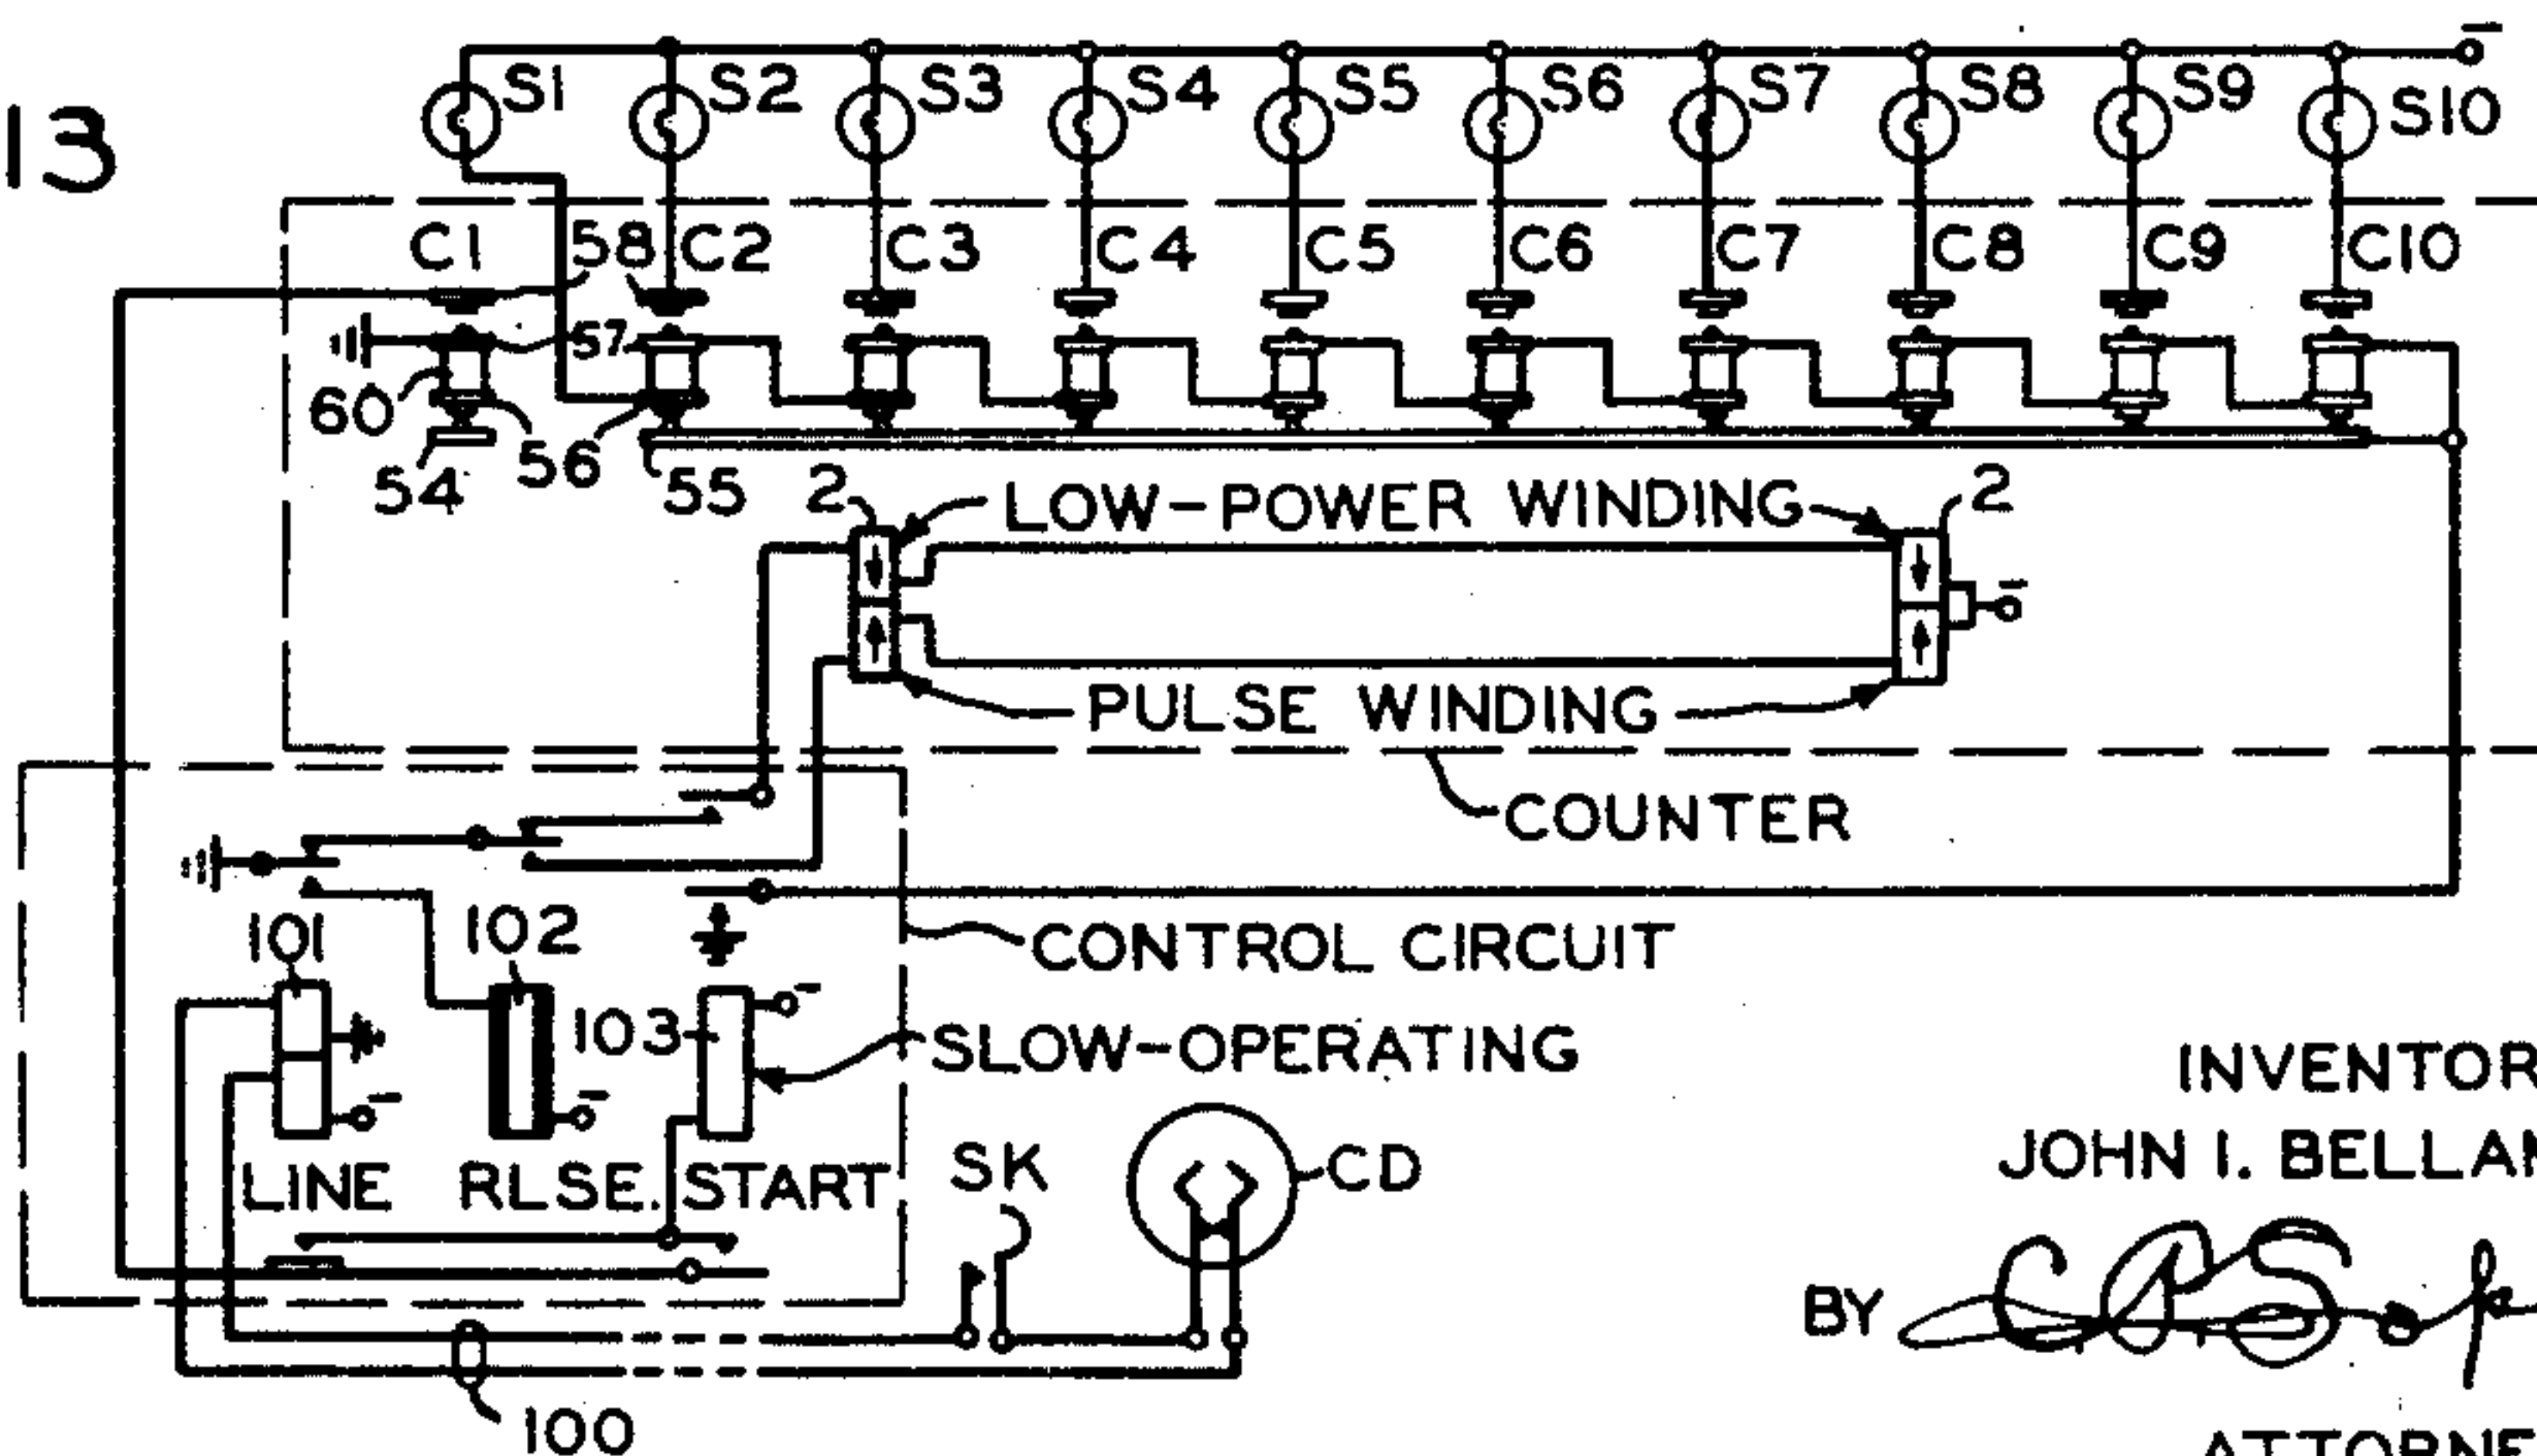 13
S1 S2 S3 S4 S5 S6 S7 S8 S9 S10
C1 58 C2 C3 C4 C5 C6 C7 C8 C9 C10
57
60
54 56 55 2 LOW-POWER WINDING 2
PULSE WINDING
COUNTER
101 102 CONTROL CIRCUIT
103 SLOW-OPERATING
LINE RLSE. START SK CD
100
INVENTOR
JOHN I. BELLAM
BY
ATTORNE